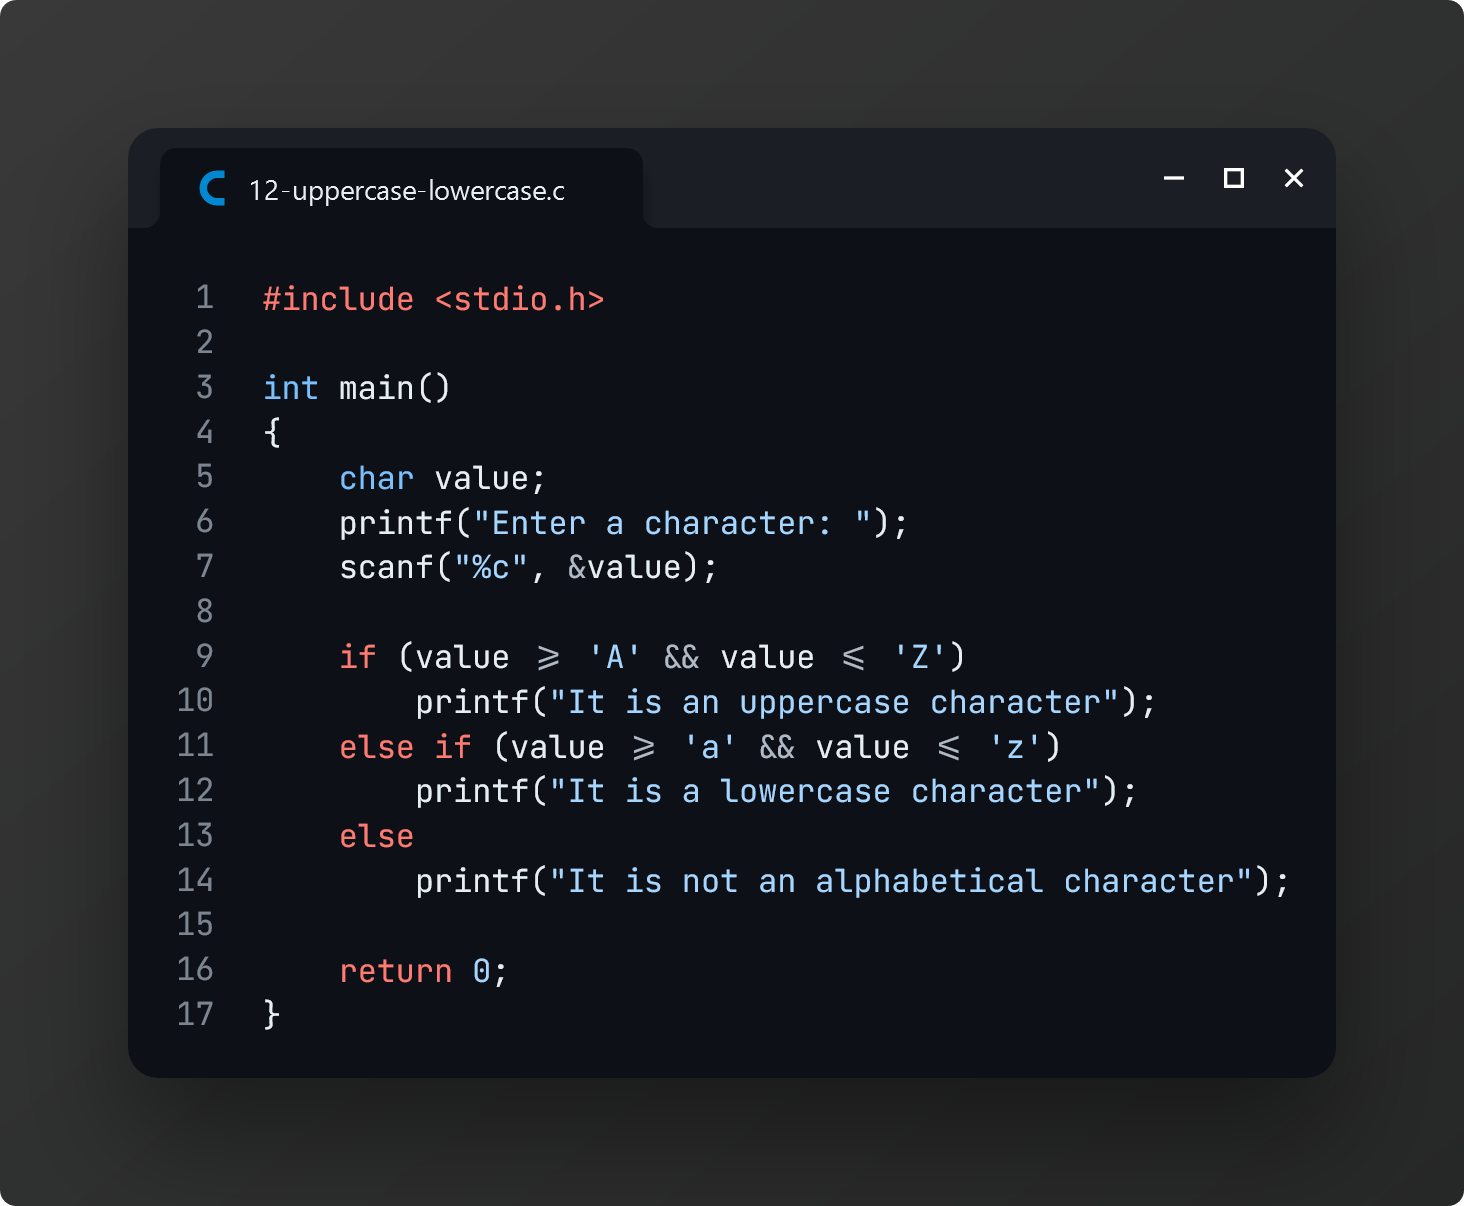 12-uppercase-lowercase.c
1 #include <stdio.h>
2
3 int main()
4 {
5     char value;
6     printf("Enter a character: ");
7     scanf("%c", &value);
8
9     if (value >= 'A' && value <= 'Z')
10         printf("It is an uppercase character");
11     else if (value >= 'a' && value <= 'z')
12         printf("It is a lowercase character");
13     else
14         printf("It is not an alphabetical character");
15
16     return 0;
17 }